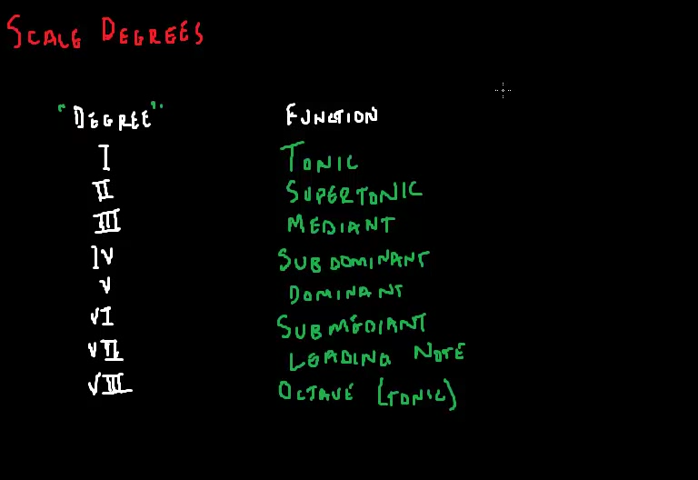 SCALE DEGREES
"DEGREE" FUNCTION
I TONIC
II SUPERTONIC
III MEDIANT
IV SUBDOMINANT
V DOMINANT
VI SUBMEDIANT
VII LEADING NOTE
VIII OCTAVE (TONIC)